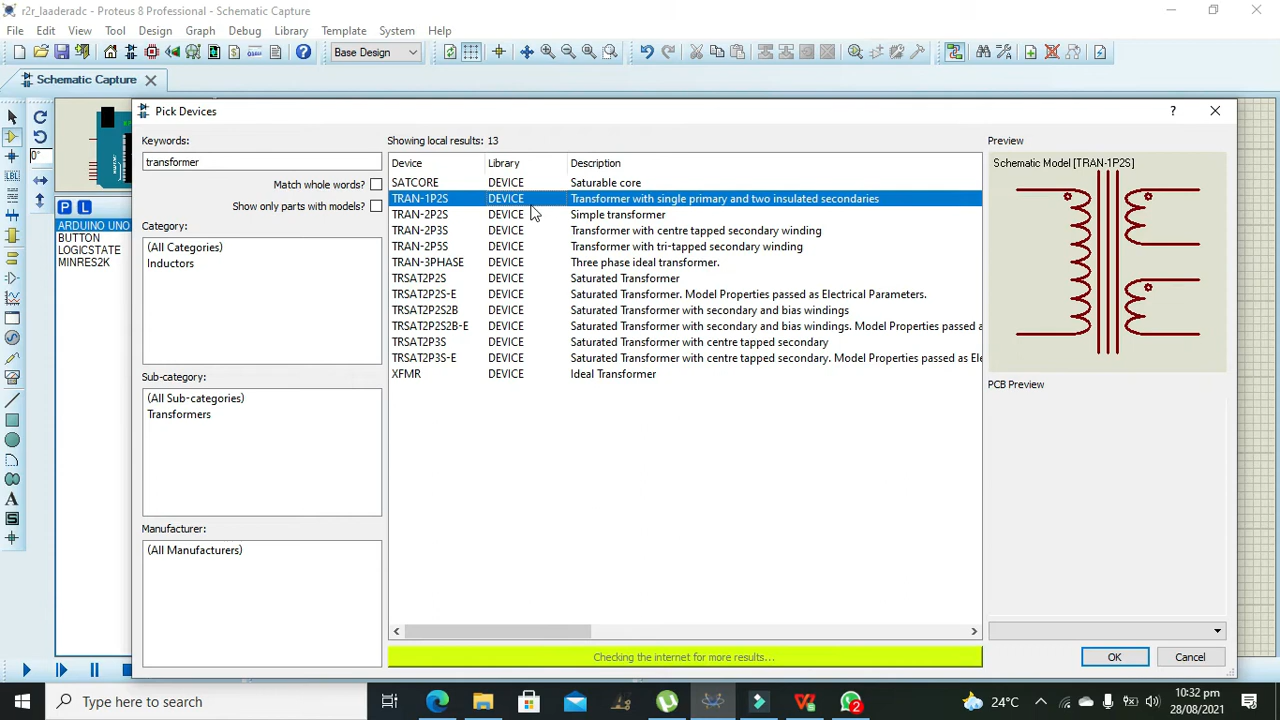 r2r_laaderadc - Proteus 8 Professional - Schematic Capture
File Edit View Tool Design Graph Debug Library Template System Help
Base Design
Schematic Capture
Pick Devices
?
Keywords:
transformer
Match whole words?
Show only parts with models?
Category:
(All Categories)
Inductors
Sub-category:
(All Sub-categories)
Transformers
Manufacturer:
(All Manufacturers)
Showing local results: 13
Device Library Description
SATCORE DEVICE Saturable core
TRAN-1P2S DEVICE Transformer with single primary and two insulated secondaries
TRAN-2P2S DEVICE Simple transformer
TRAN-2P3S DEVICE Transformer with centre tapped secondary winding
TRAN-2P5S DEVICE Transformer with tri-tapped secondary winding
TRAN-3PHASE DEVICE Three phase ideal transformer.
TRSAT2P2S DEVICE Saturated Transformer
TRSAT2P2S-E DEVICE Saturated Transformer. Model Properties passed as Electrical Parameters.
TRSAT2P2S2B DEVICE Saturated Transformer with secondary and bias windings
TRSAT2P2S2B-E DEVICE Saturated Transformer with secondary and bias windings. Model Properties passed a
TRSAT2P3S DEVICE Saturated Transformer with centre tapped secondary
TRSAT2P3S-E DEVICE Saturated Transformer with centre tapped secondary. Model Properties passed as Ele
XFMR DEVICE Ideal Transformer
Checking the internet for more results...
Preview
Schematic Model [TRAN-1P2S]
PCB Preview
OK Cancel
0°
P L
ARDUINO UNO
BUTTON
LOGICSTATE
MINRES2K
Type here to search
2
24°C
10:32 pm
28/08/2021